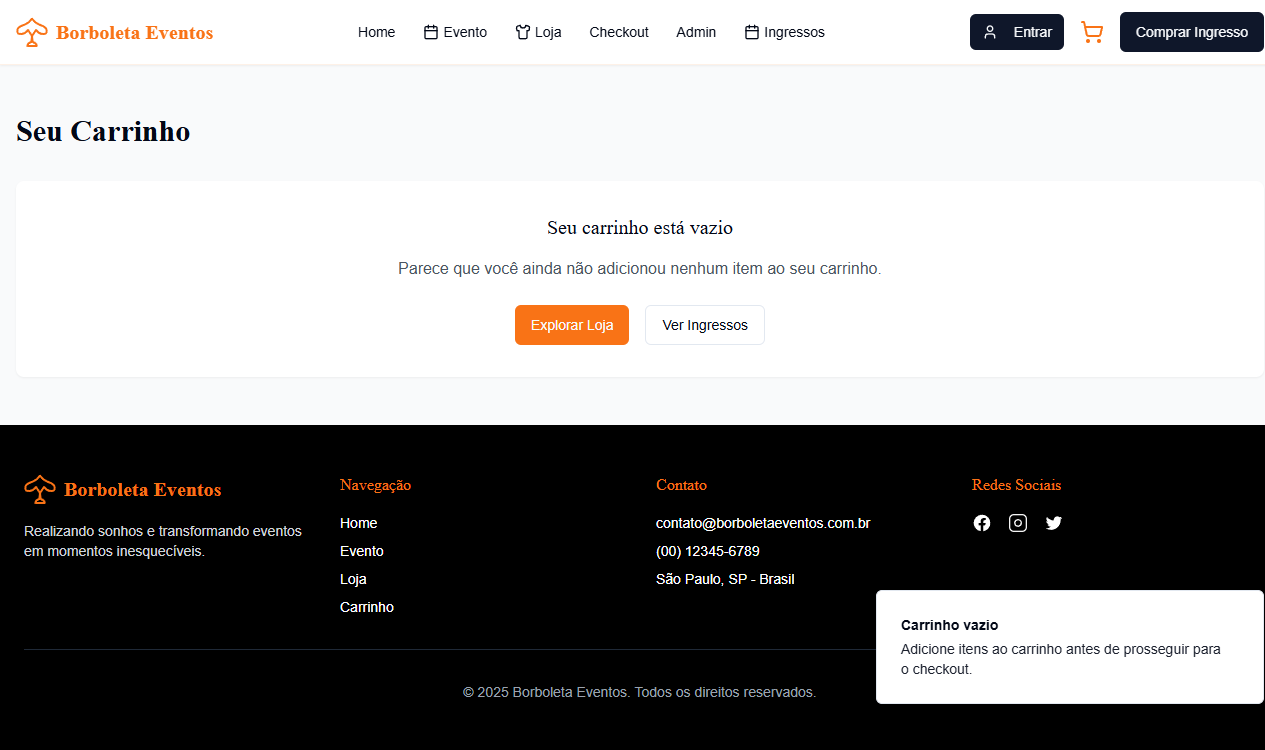 Borboleta Eventos
Home
Evento
Loja
Checkout
Admin
Ingressos
Entrar
Comprar Ingresso
Seu Carrinho
Seu carrinho está vazio
Parece que você ainda não adicionou nenhum item ao seu carrinho.
Explorar Loja
Ver Ingressos
Borboleta Eventos
Realizando sonhos e transformando eventos
em momentos inesquecíveis.
Navegação
Home
Evento
Loja
Carrinho
Contato
contato@borboletaeventos.com.br
(00) 12345-6789
São Paulo, SP - Brasil
Redes Sociais
Carrinho vazio
Adicione itens ao carrinho antes de prosseguir para
o checkout.
© 2025 Borboleta Eventos. Todos os direitos reservados.